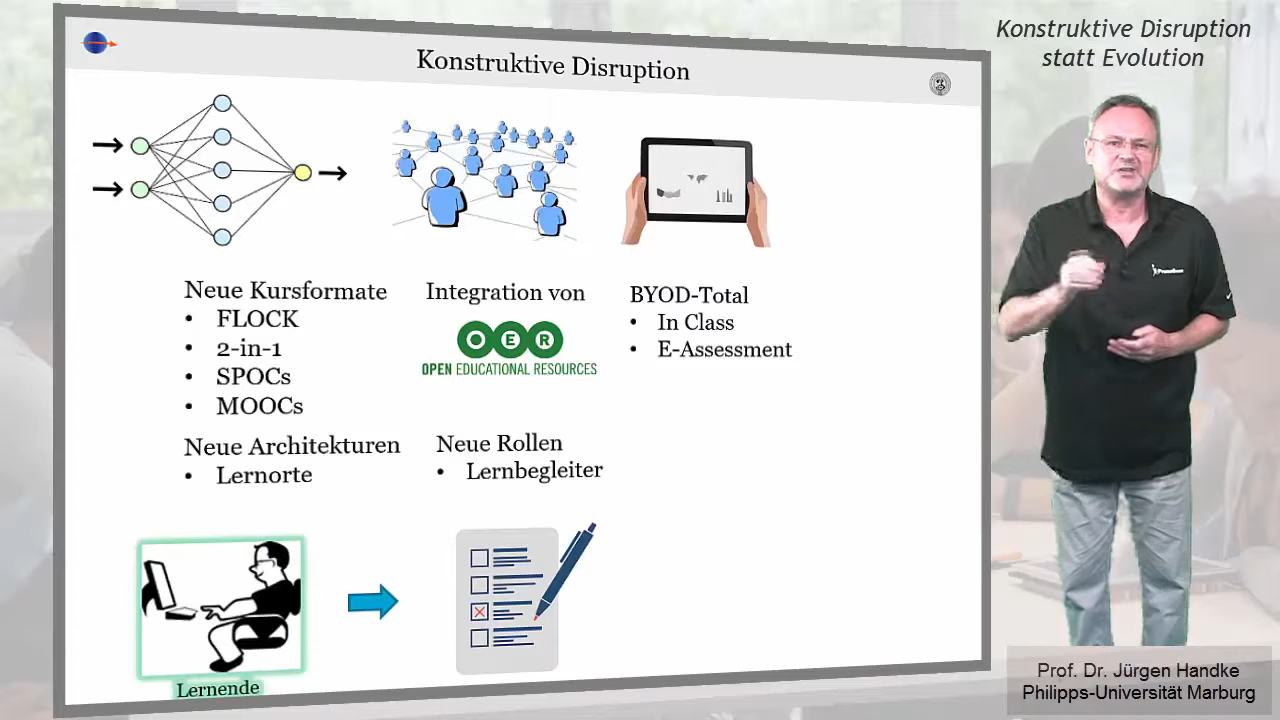 Konstruktive Disruption
statt Evolution
Konstruktive Disruption
Neue Kursformate
• FLOCK
• 2-in-1
• SPOCs
• MOOCs
Integration von
OER
OPEN EDUCATIONAL RESOURCES
BYOD-Total
• In Class
• E-Assessment
Neue Architekturen
• Lernorte
Neue Rollen
• Lernbegleiter
Lernende
Prof. Dr. Jürgen Handke
Philipps-Universität Marburg